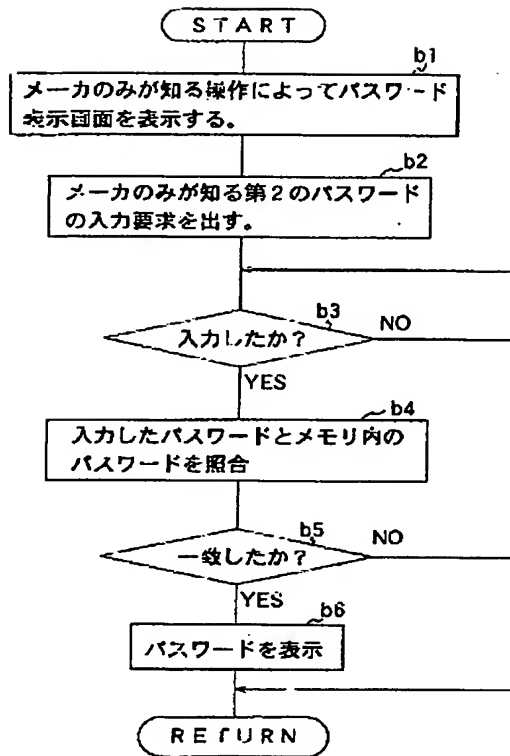 START
b1
メーカのみが知る操作によってパスワード
表示画面を表示する。
b2
メーカのみが知る第2のパスワード
の入力要求を出す。
b3
入力したか?
NO
YES
b4
入力したパスワードとメモリ内の
パスワードを照合
b5
一致したか?
NO
YES
b6
パスワードを表示
RETURN